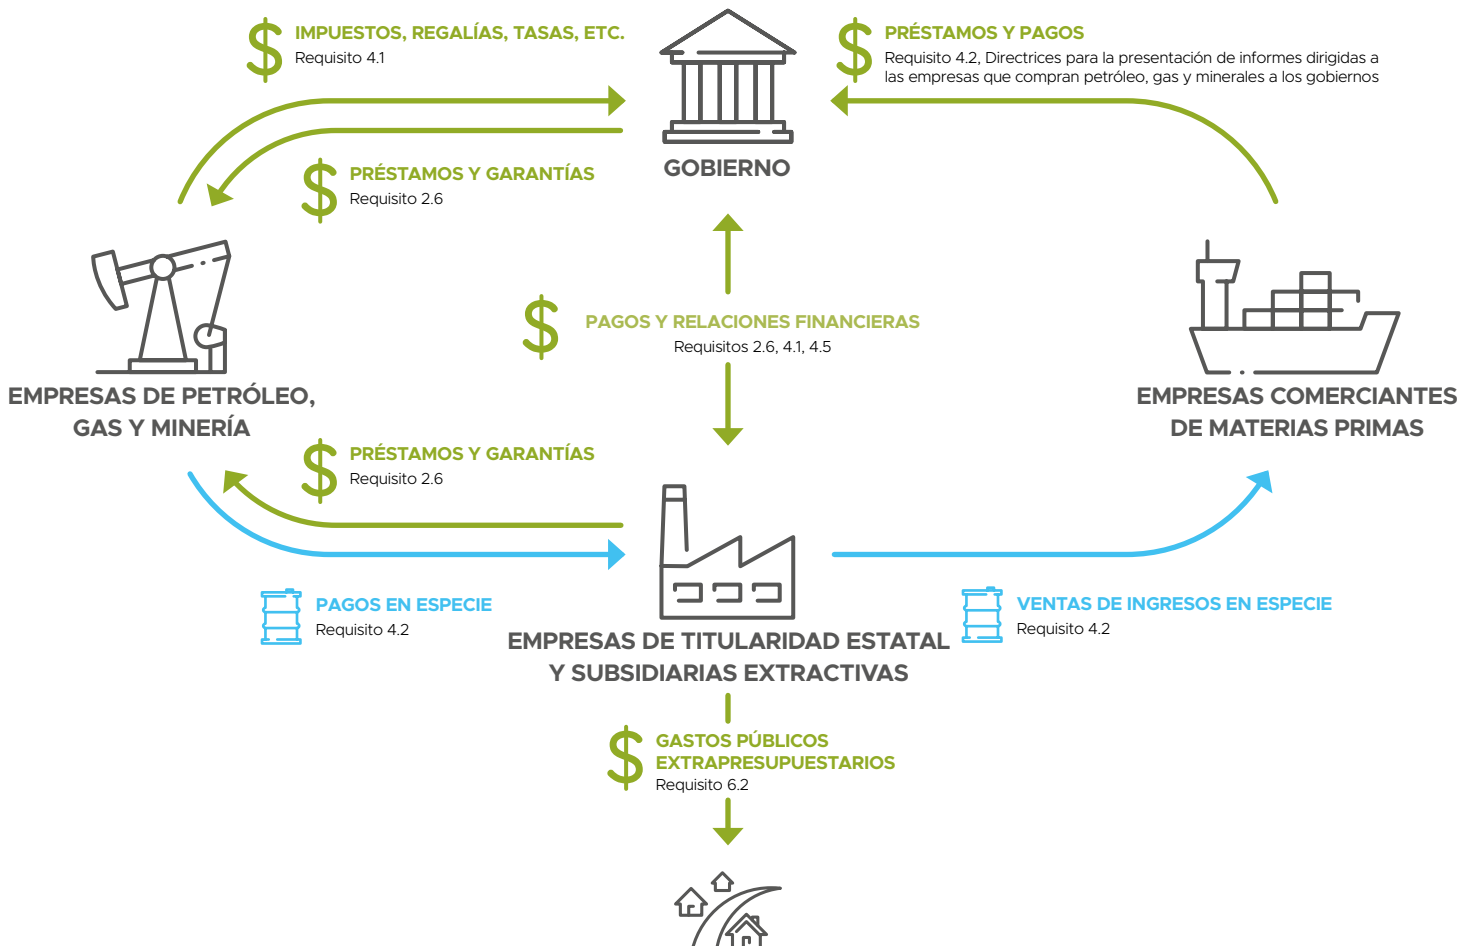 IMPUESTOS, REGALÍAS, TASAS, ETC.
Requisito 4.1
PRÉSTAMOS Y PAGOS
Requisito 4.2, Directrices para la presentación de informes dirigidas a
las empresas que compran petróleo, gas y minerales a los gobiernos
GOBIERNO
PRÉSTAMOS Y GARANTÍAS
Requisito 2.6
PAGOS Y RELACIONES FINANCIERAS
Requisitos 2.6, 4.1, 4.5
EMPRESAS DE PETRÓLEO,
GAS Y MINERÍA
EMPRESAS COMERCIANTES
DE MATERIAS PRIMAS
PRÉSTAMOS Y GARANTÍAS
Requisito 2.6
PAGOS EN ESPECIE
Requisito 4.2
VENTAS DE INGRESOS EN ESPECIE
Requisito 4.2
EMPRESAS DE TITULARIDAD ESTATAL
Y SUBSIDIARIAS EXTRACTIVAS
GASTOS PÚBLICOS
EXTRAPRESUPUESTARIOS
Requisito 6.2